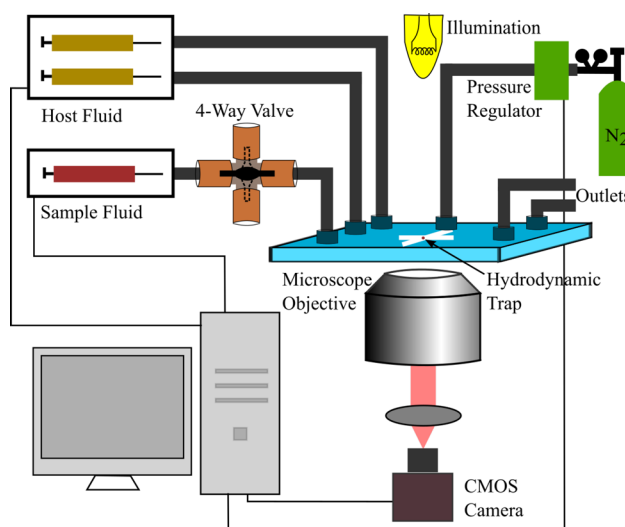 Illumination
Host Fluid
4-Way Valve
Pressure
Regulator
N2
Sample Fluid
Outlets
Microscope
Objective
Hydrodynamic
Trap
CMOS
Camera